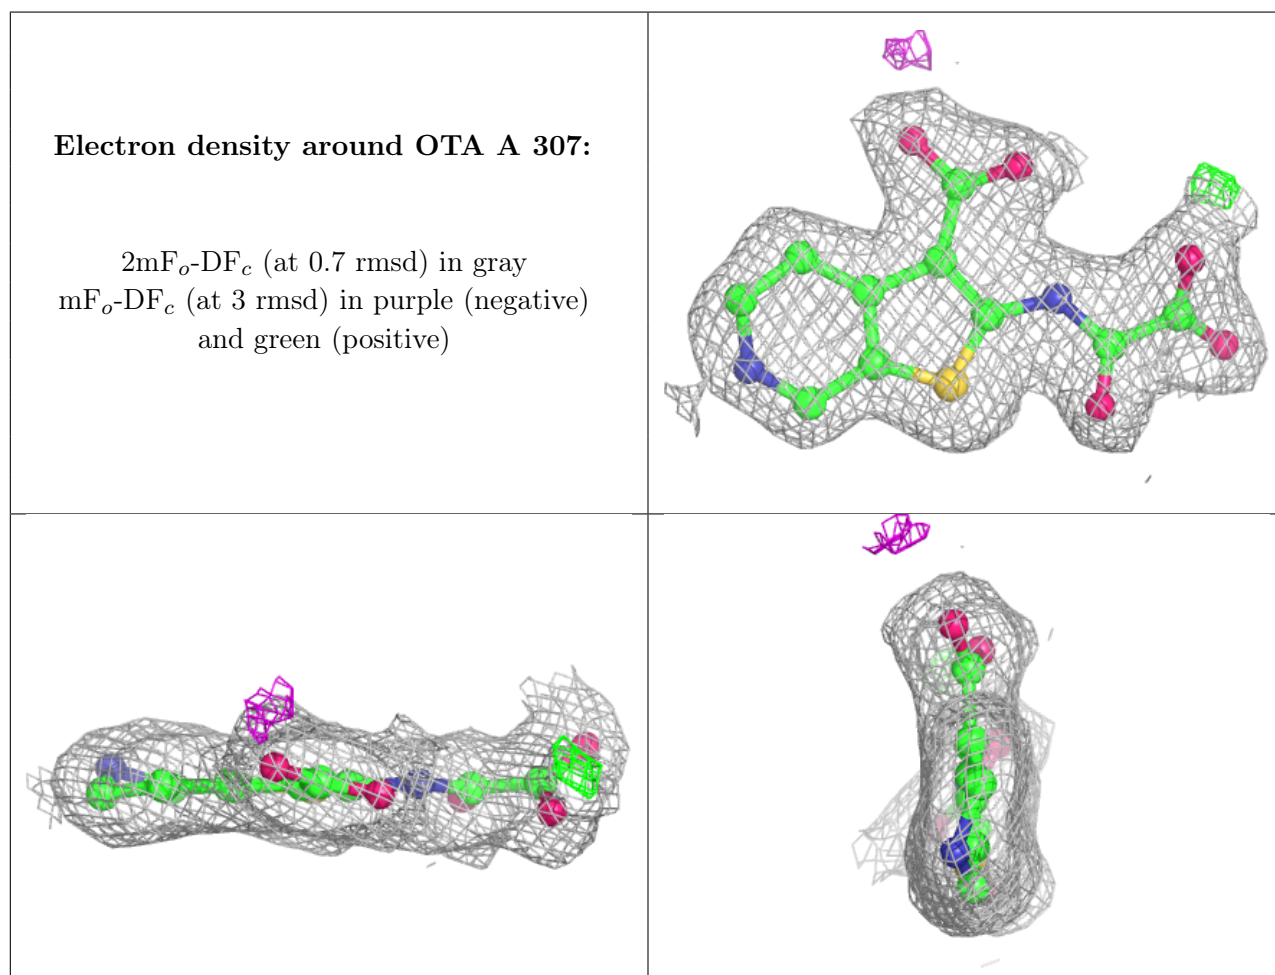 Electron density around OTA A 307:
2mFo-DFc (at 0.7 rmsd) in gray
mFo-DFc (at 3 rmsd) in purple (negative)
and green (positive)